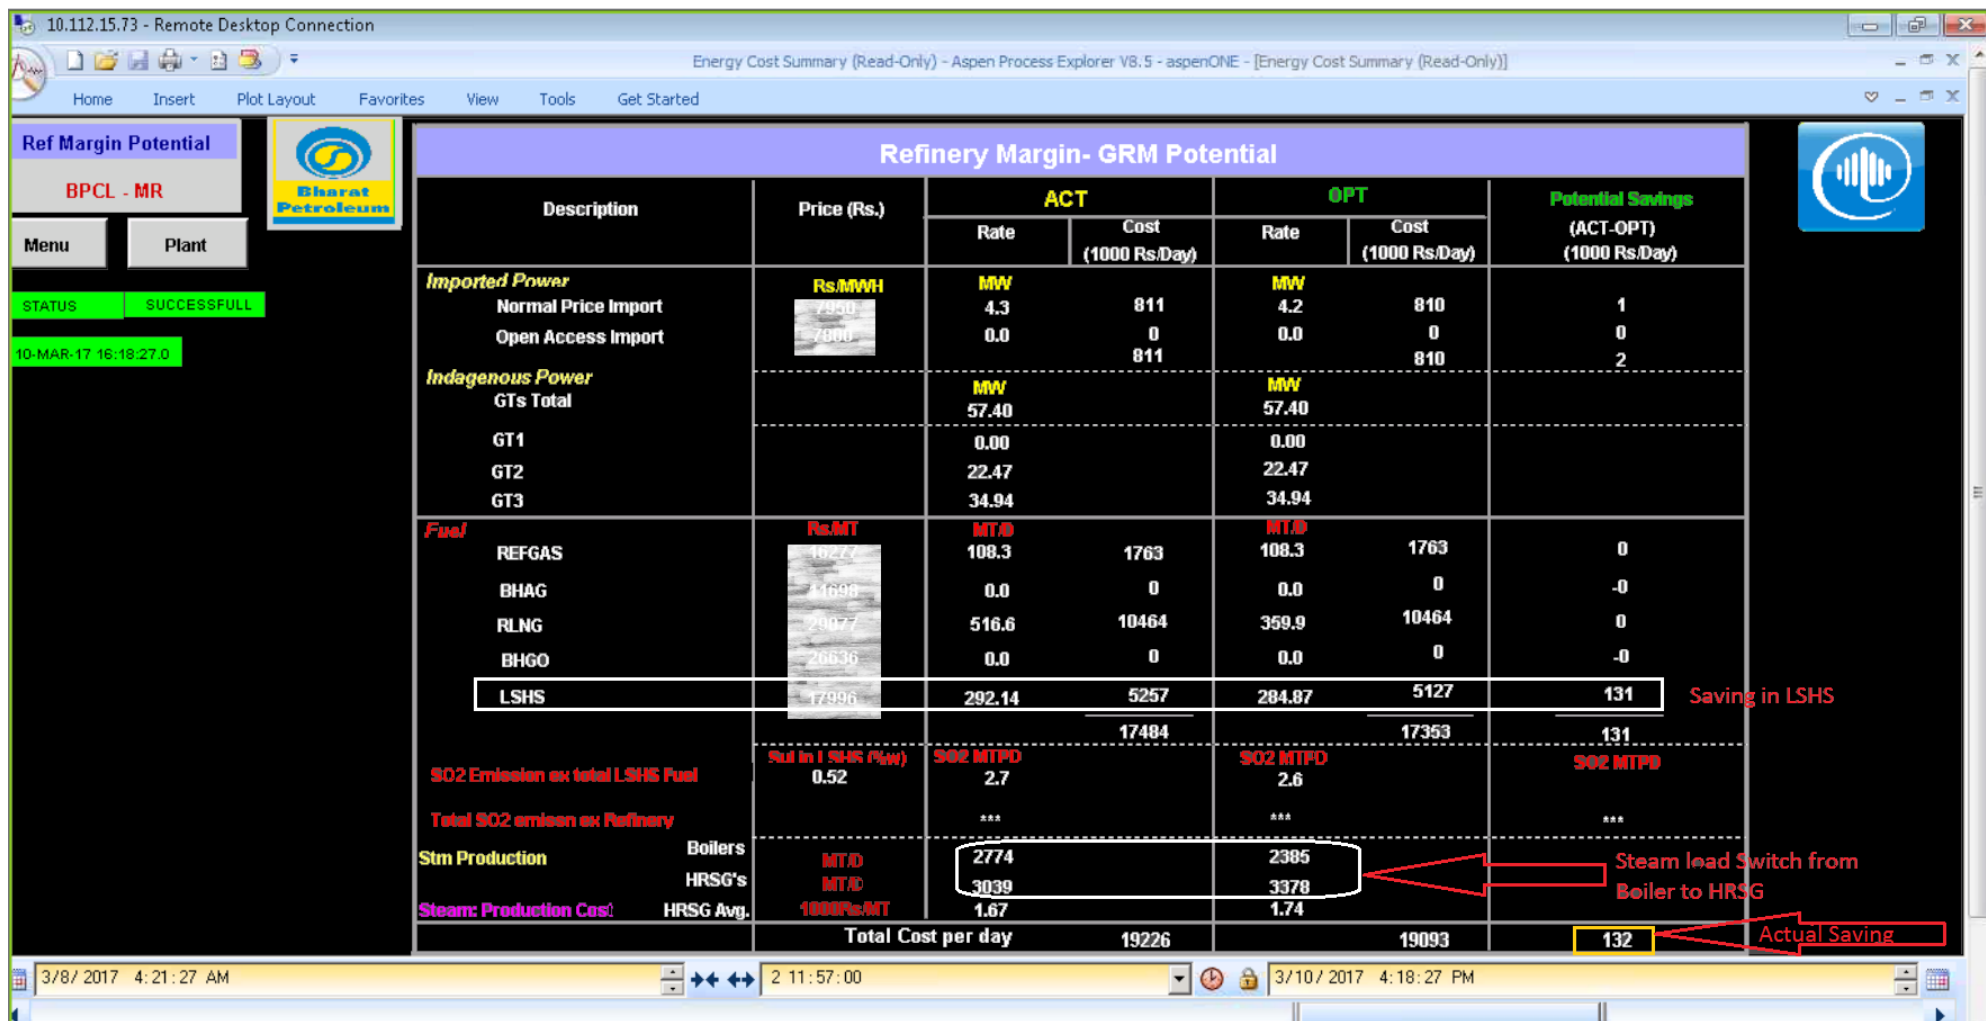 10.112.15.73 - Remote Desktop Connection
Energy Cost Summary (Read-Only) - Aspen Process Explorer V8.5 - aspenONE - [Energy Cost Summary (Read-Only)]
Home Insert Plot Layout Favorites View Tools Get Started
Ref Margin Potential
BPCL - MR
Bharat
Petroleum
Menu Plant
STATUS SUCCESSFULL
10-MAR-17 16:18:27.0
Refinery Margin- GRM Potential
Description Price (Rs.) ACT OPT Potential Savings
Rate Cost Rate Cost (ACT-OPT)
(1000 Rs/Day) (1000 Rs/Day) (1000 Rs/Day)
Imported Power Rs/MWH MW MW
Normal Price Import 7950 4.3 811 4.2 810 1
Open Access Import 0.0 0 0.0 0 0
811 810 2
Indagenous Power MW MW
GTs Total 57.40 57.40
GT1 0.00 0.00
GT2 22.47 22.47
GT3 34.94 34.94
Fuel Rs/MT MT/D MT/D
REFGAS 16277 108.3 1763 108.3 1763 0
BHAG 11698 0.0 0 0.0 0 -0
RLNG 516.6 10464 359.9 10464 0
BHGO 26636 0.0 0 0.0 0 -0
LSHS 17996 292.14 5257 284.87 5127 131 Saving in LSHS
17484 17353 131
Sul in LSHS (%w) SO2 MTPD SO2 MTPD SO2 MTPD
SO2 Emission ex total LSHS Fuel 0.52 2.7 2.6
Total SO2 emisson ex Refinery *** *** ***
Stm Production Boilers MT/D 2774 2385 Steam load Switch from
HRSG's MT/D 3039 3378 Boiler to HRSG
Steam: Production Cost HRSG Avg. 1000Rs/MT 1.67 1.74
Total Cost per day 19226 19093 132 Actual Saving
3/8/2017 4:21:27 AM 2 11:57:00 3/10/2017 4:18:27 PM